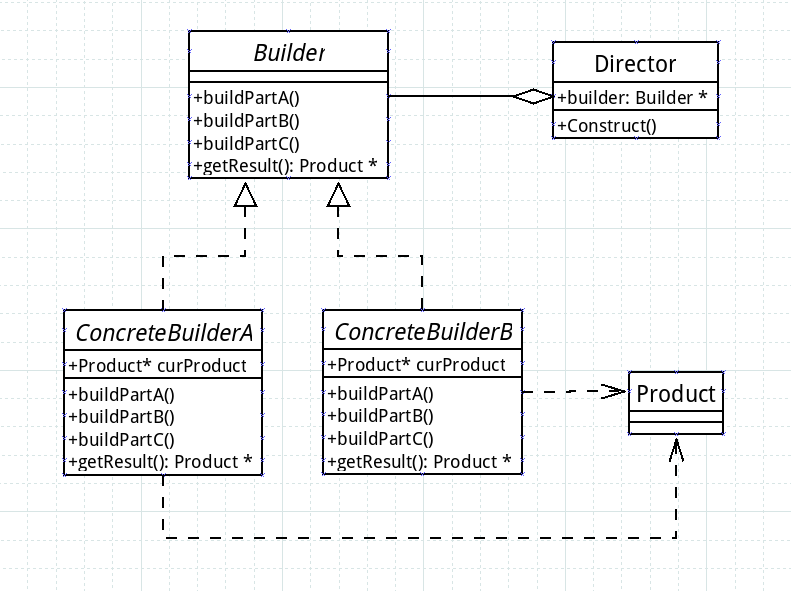 Builder
+buildPartA()
+buildPartB()
+buildPartC()
+getResult(): Product *
Director
+builder: Builder *
+Construct()
ConcreteBuilderA
+Product* curProduct
+buildPartA()
+buildPartB()
+buildPartC()
+getResult(): Product *
ConcreteBuilderB
+Product* curProduct
+buildPartA()
+buildPartB()
+buildPartC()
+getResult(): Product *
Product